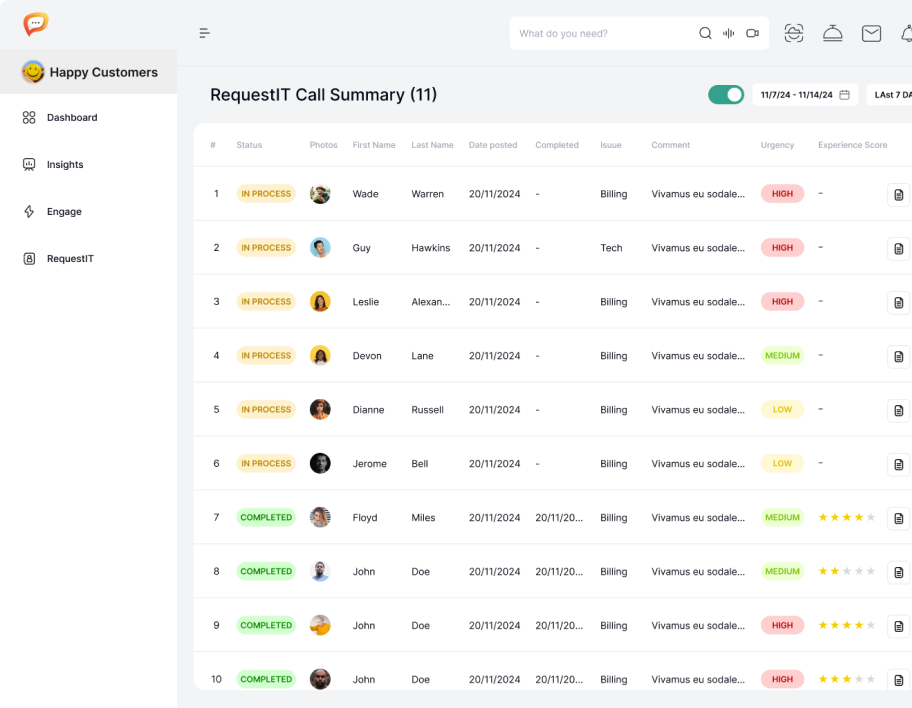 What do you need?
Happy Customers
Dashboard
Insights
Engage
RequestIT
RequestIT Call Summary (11)
11/7/24 - 11/14/24
LAst 7 DA
# Status Photos First Name Last Name Date posted Completed Isuue Comment Urgency Experience Score
1 IN PROCESS Wade Warren 20/11/2024 - Billing Vivamus eu sodale... HIGH -
2 IN PROCESS Guy Hawkins 20/11/2024 - Tech Vivamus eu sodale... HIGH -
3 IN PROCESS Leslie Alexan... 20/11/2024 - Billing Vivamus eu sodale... HIGH -
4 IN PROCESS Devon Lane 20/11/2024 - Billing Vivamus eu sodale... MEDIUM -
5 IN PROCESS Dianne Russell 20/11/2024 - Billing Vivamus eu sodale... LOW -
6 IN PROCESS Jerome Bell 20/11/2024 - Billing Vivamus eu sodale... LOW -
7 COMPLETED Floyd Miles 20/11/2024 20/11/20... Billing Vivamus eu sodale... MEDIUM
8 COMPLETED John Doe 20/11/2024 20/11/20... Billing Vivamus eu sodale... MEDIUM
9 COMPLETED John Doe 20/11/2024 20/11/20... Billing Vivamus eu sodale... HIGH
10 COMPLETED John Doe 20/11/2024 20/11/20... Billing Vivamus eu sodale... HIGH